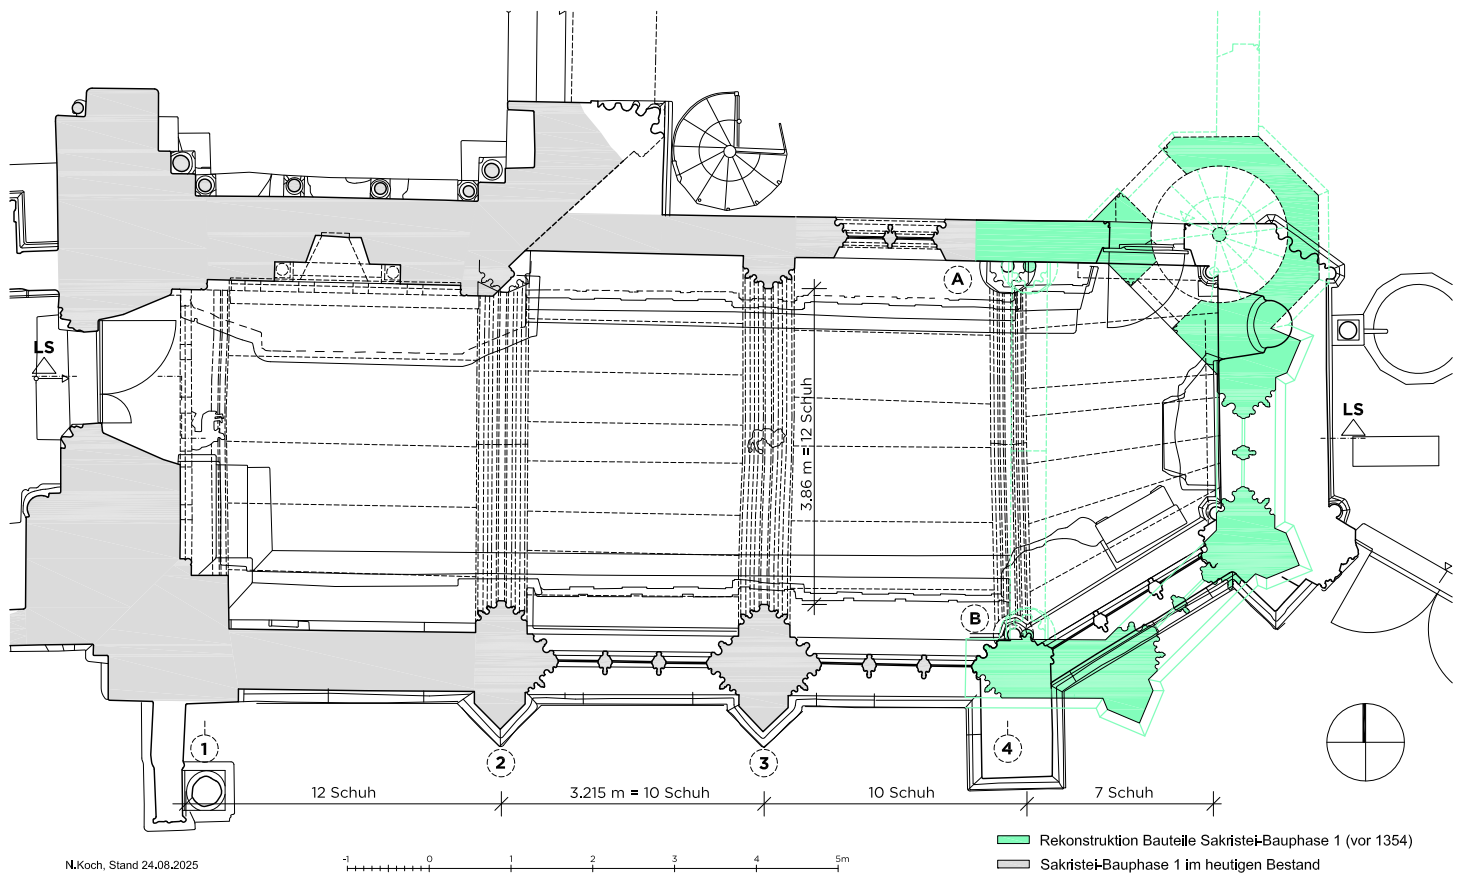 LS
A
3.86 m = 12 Schuh
LS
B
1
2
3
4
12 Schuh
3.215 m = 10 Schuh
10 Schuh
7 Schuh
Rekonstruktion Bauteile Sakristei-Bauphase 1 (vor 1354)
Sakristei-Bauphase 1 im heutigen Bestand
N.Koch, Stand 24.08.2025
-1 0 1 2 3 4 5m